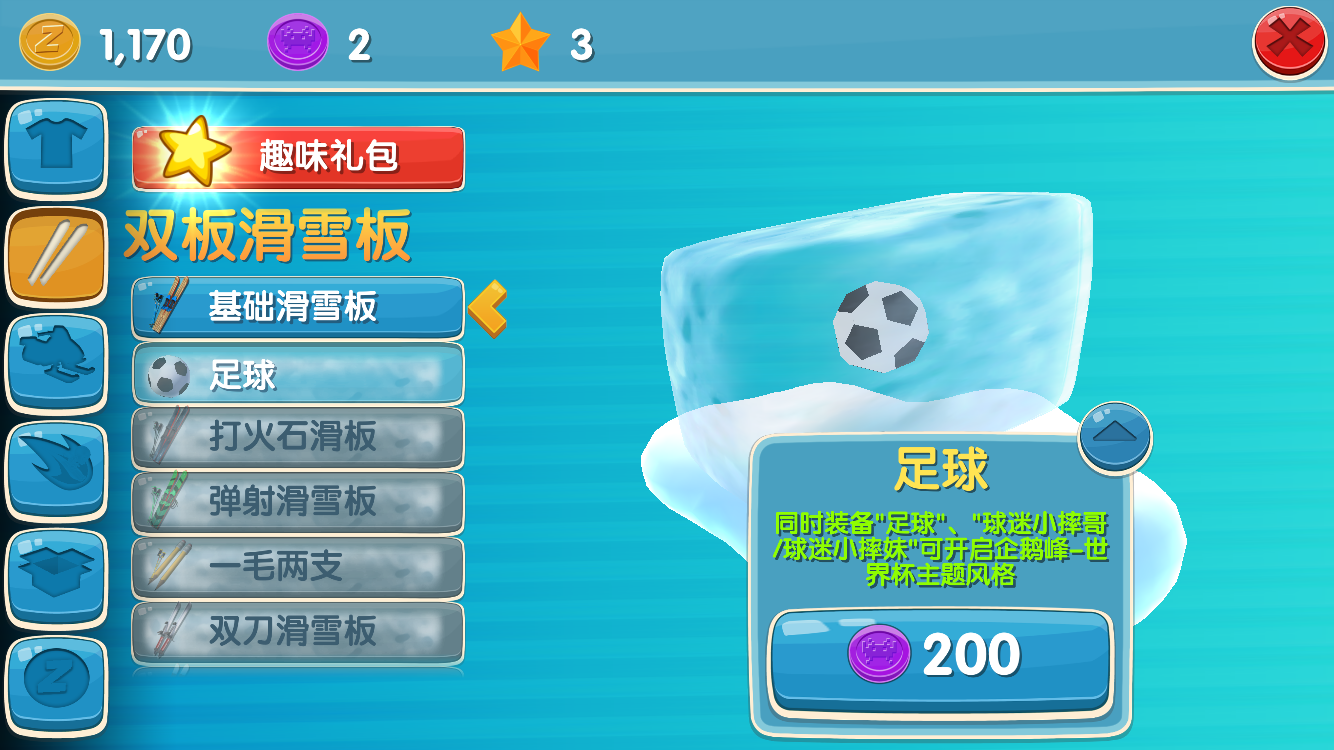 1,170
2
3
趣味礼包
双板滑雪板
基础滑雪板
足球
打火石滑板
弹射滑雪板
一毛两支
双刀滑雪板
足球
同时装备"足球"、"球迷小摔哥
/球迷小摔妹"可开启企鹅峰-世
界杯主题风格
200